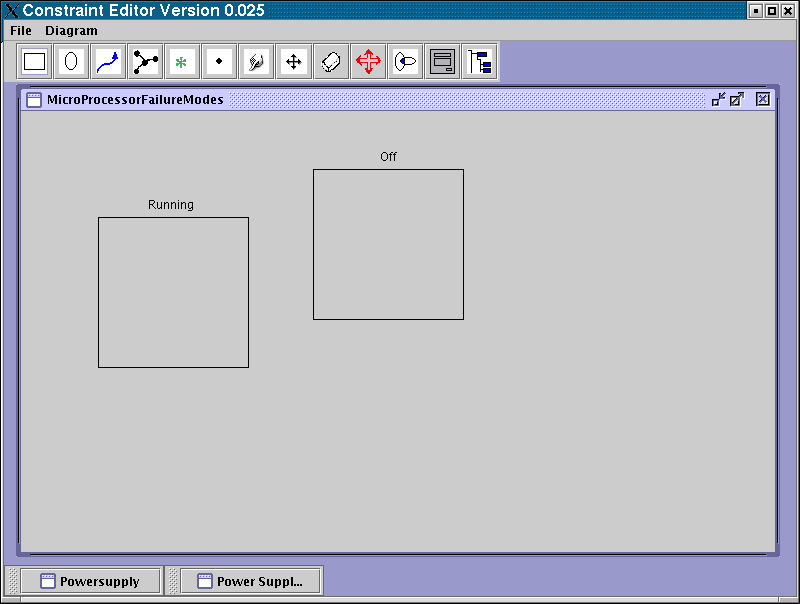 Constraint Editor Version 0.025
File Diagram
MicroProcessorFailureModes
Off
Running
Powersupply Power Suppl...